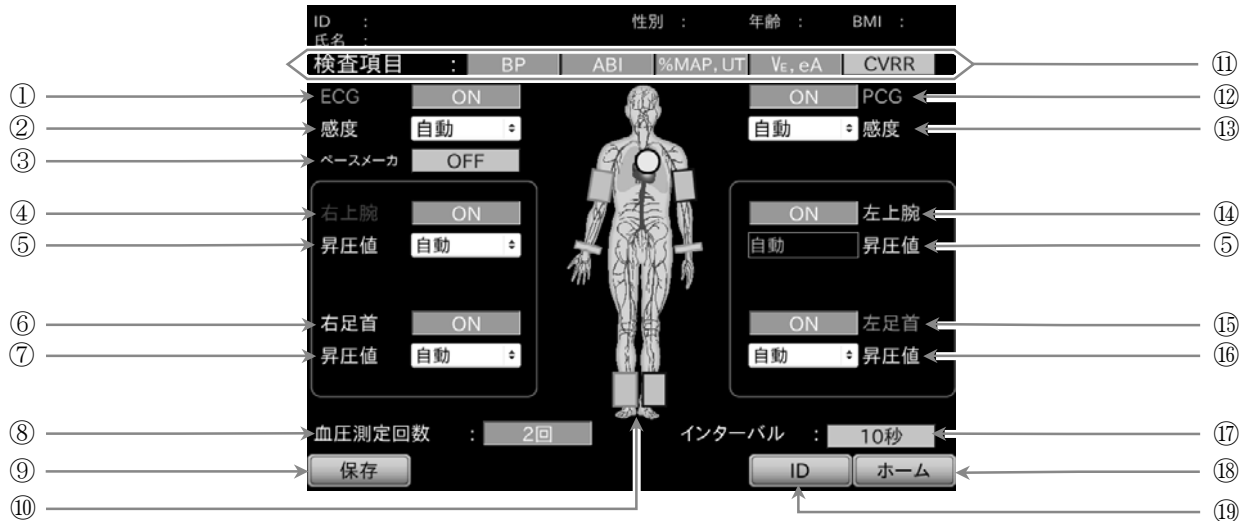 ID : 性別 : 年齢 : BMI :
氏名 :
検査項目 : BP ABI %MAP, UT VE, eA CVRR ⑪
① ECG ON ON PCG ⑫
② 感度 自動 自動 感度 ⑬
③ ペースメーカ OFF
④ 右上腕 ON ON 左上腕 ⑭
⑤ 昇圧値 自動 自動 昇圧値 ⑤
⑥ 右足首 ON ON 左足首 ⑮
⑦ 昇圧値 自動 自動 昇圧値 ⑯
⑧ 血圧測定回数 : 2回 インターバル : 10秒 ⑰
⑨ 保存 ID ホーム ⑱
⑩ ⑲